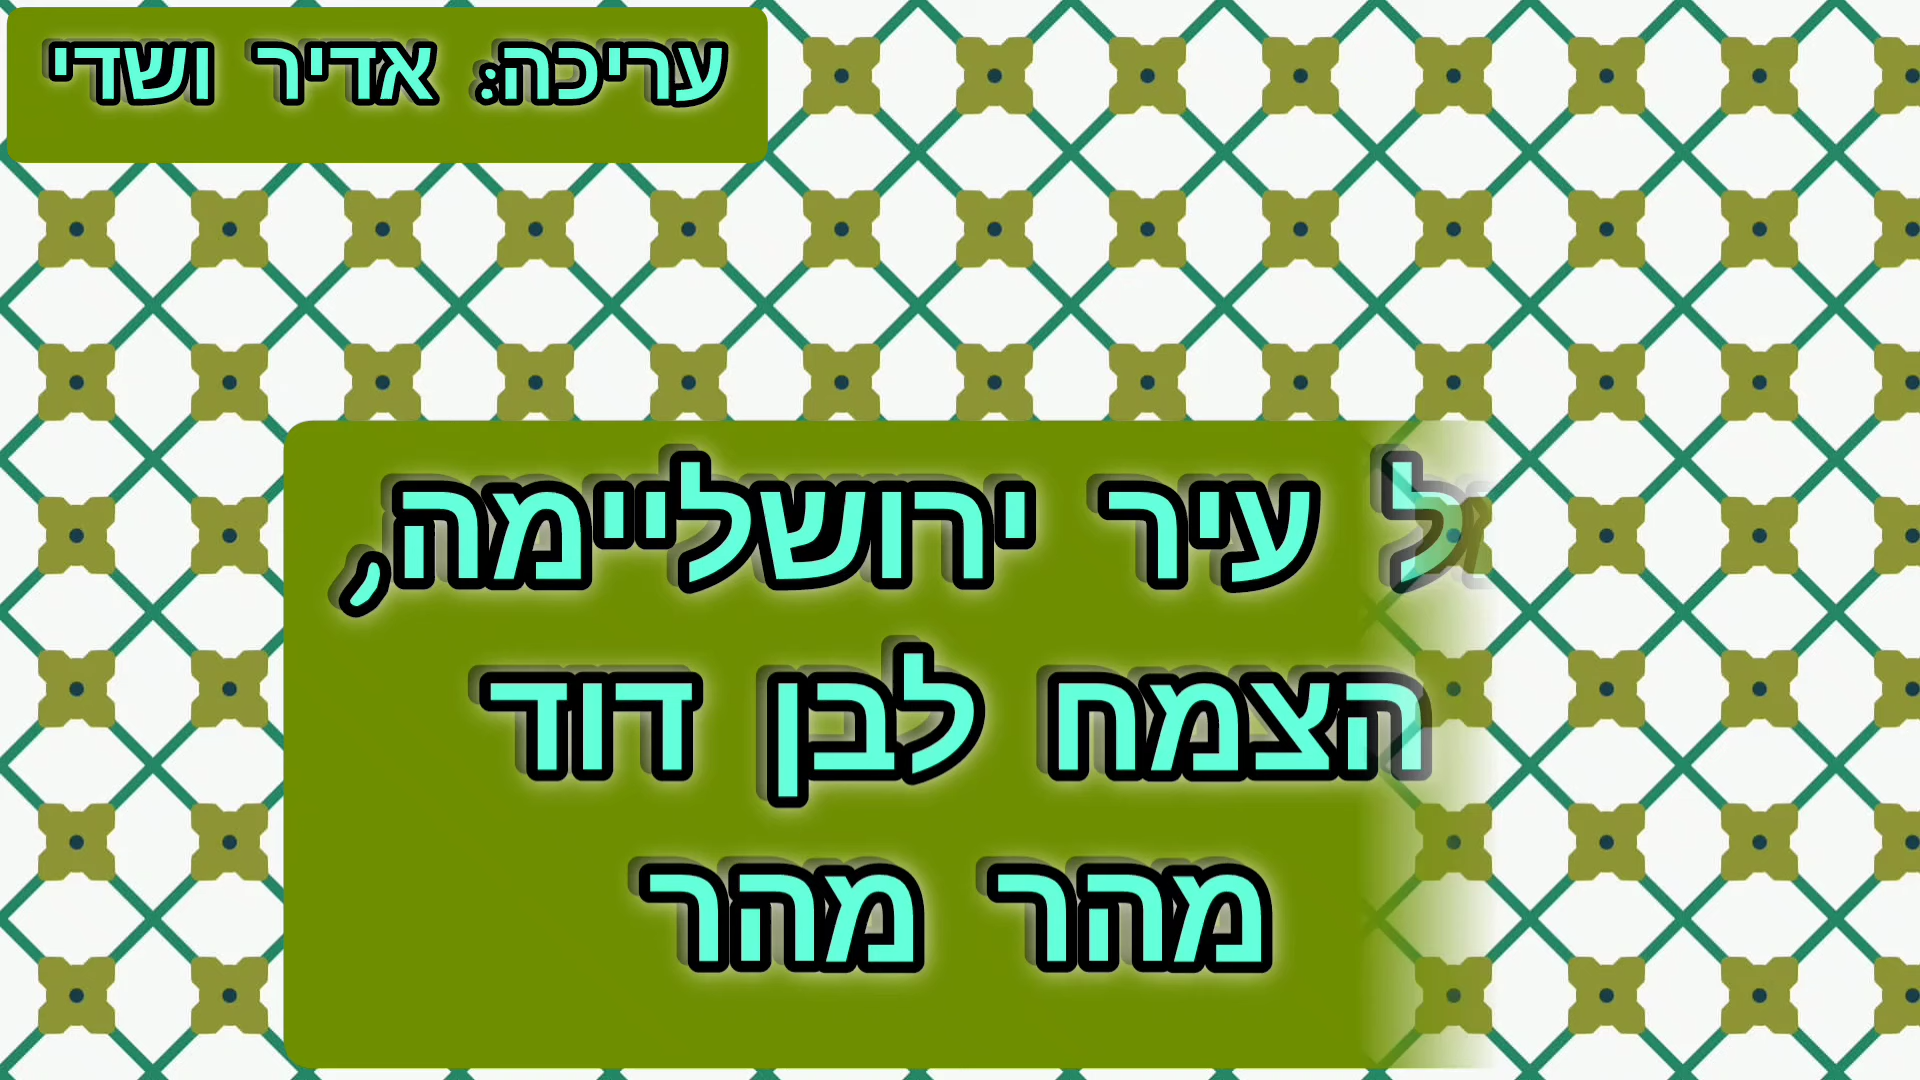 עריכה: אדיר ושדי
עיר ירושליימה,
הצמח לבן דוד
מהר מהר